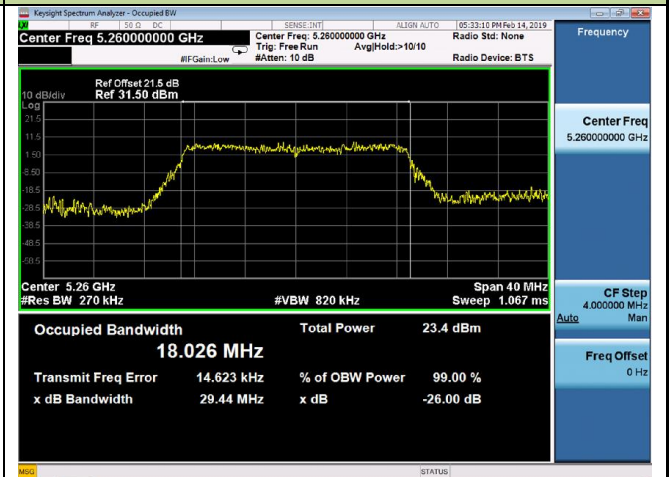 Keysight Spectrum Analyzer - Occupied BW
RF 50 Ω DC SENSE:INT ALIGN AUTO 05:33:10 PM Feb 14, 2019
Center Freq 5.260000000 GHz Center Freq: 5.260000000 GHz Radio Std: None Frequency
Trig: Free Run Avg|Hold:>10/10
#IFGain:Low #Atten: 10 dB Radio Device: BTS
Ref Offset 21.5 dB
10 dB/div Ref 31.50 dBm
Log
21.5
11.5
1.50
-8.50
-18.5
-28.5
-38.5
-48.5
-58.5
Center 5.26 GHz Span 40 MHz
#Res BW 270 kHz #VBW 820 kHz Sweep 1.067 ms
Occupied Bandwidth Total Power 23.4 dBm
18.026 MHz
Transmit Freq Error 14.623 kHz % of OBW Power 99.00 %
x dB Bandwidth 29.44 MHz x dB -26.00 dB
Center Freq
5.260000000 GHz
CF Step
4.000000 MHz
Auto Man
Freq Offset
0 Hz
MSG STATUS